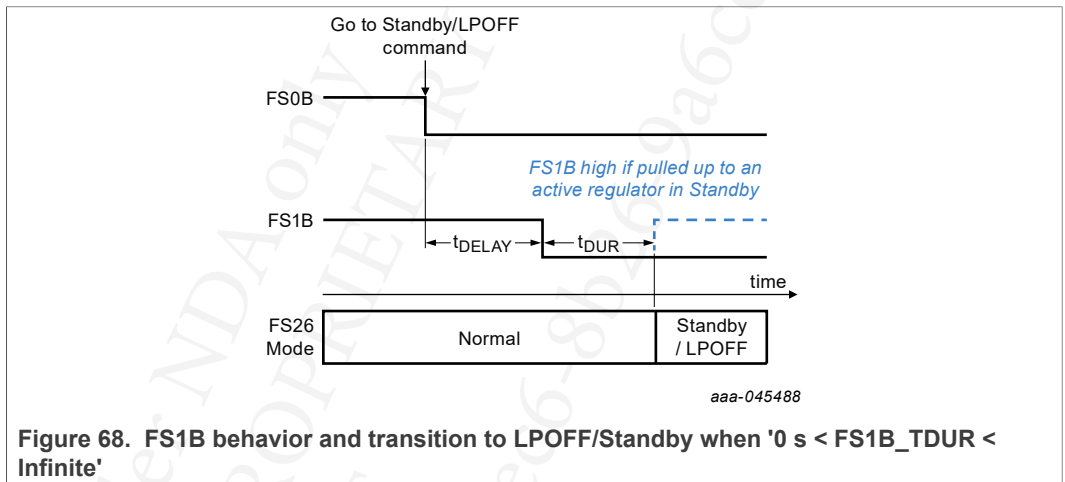 Go to Standby/LPOFF
command
FS0B
FS1B high if pulled up to an
active regulator in Standby
FS1B
tDELAY
tDUR
time
FS26
Mode
Normal
Standby
/ LPOFF
aaa-045488
Figure 68. FS1B behavior and transition to LPOFF/Standby when '0 s < FS1B_TDUR <
Infinite'